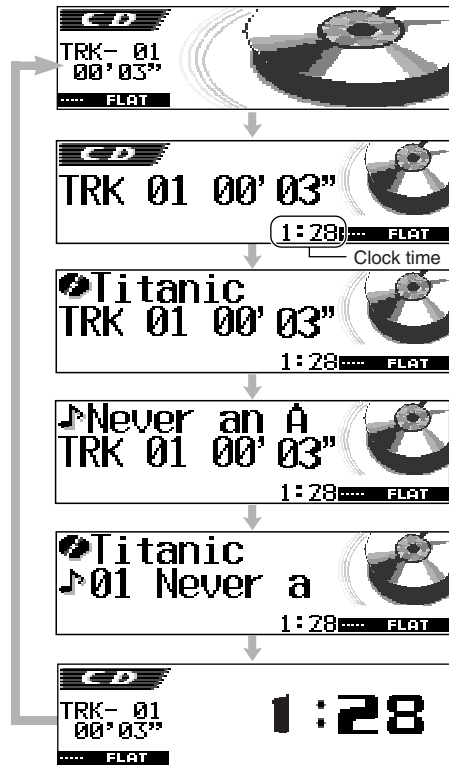 CD
TRK- 01
00'03"
----- FLAT
CD
TRK 01 00'03"
1:28 ---- FLAT
Clock time
Titanic
TRK 01 00'03"
1:28 ----- FLAT
Never an A
TRK 01 00'03"
1:28 ----- FLAT
Titanic
01 Never a
1:28 ----- FLAT
CD
TRK- 01
00'03"
1:28
----- FLAT